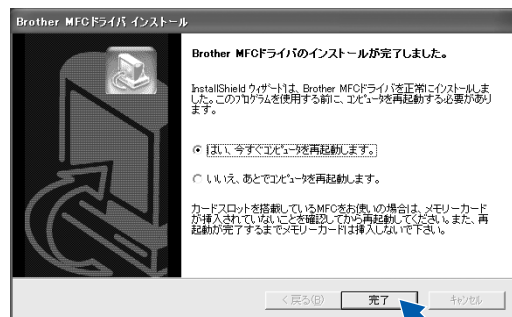 Brother MFCドライバ インストール
Brother MFCドライバのインストールが完了しました。
InstallShield ウィザードは、Brother MFCドライバを正常にインストールしま
した。このプログラムを使用する前に、コンピュータを再起動する必要があり
ます。
はい、今すぐコンピュータを再起動します。
いいえ、あとでコンピュータを再起動します。
カードスロットを搭載しているMFCをお使いの場合は、メモリーカード
が挿入されていないことを確認してから再起動してください。また、再
起動が完了するまでメモリーカードは挿入しないで下さい。
< 戻る(B)
完了
キャンセル